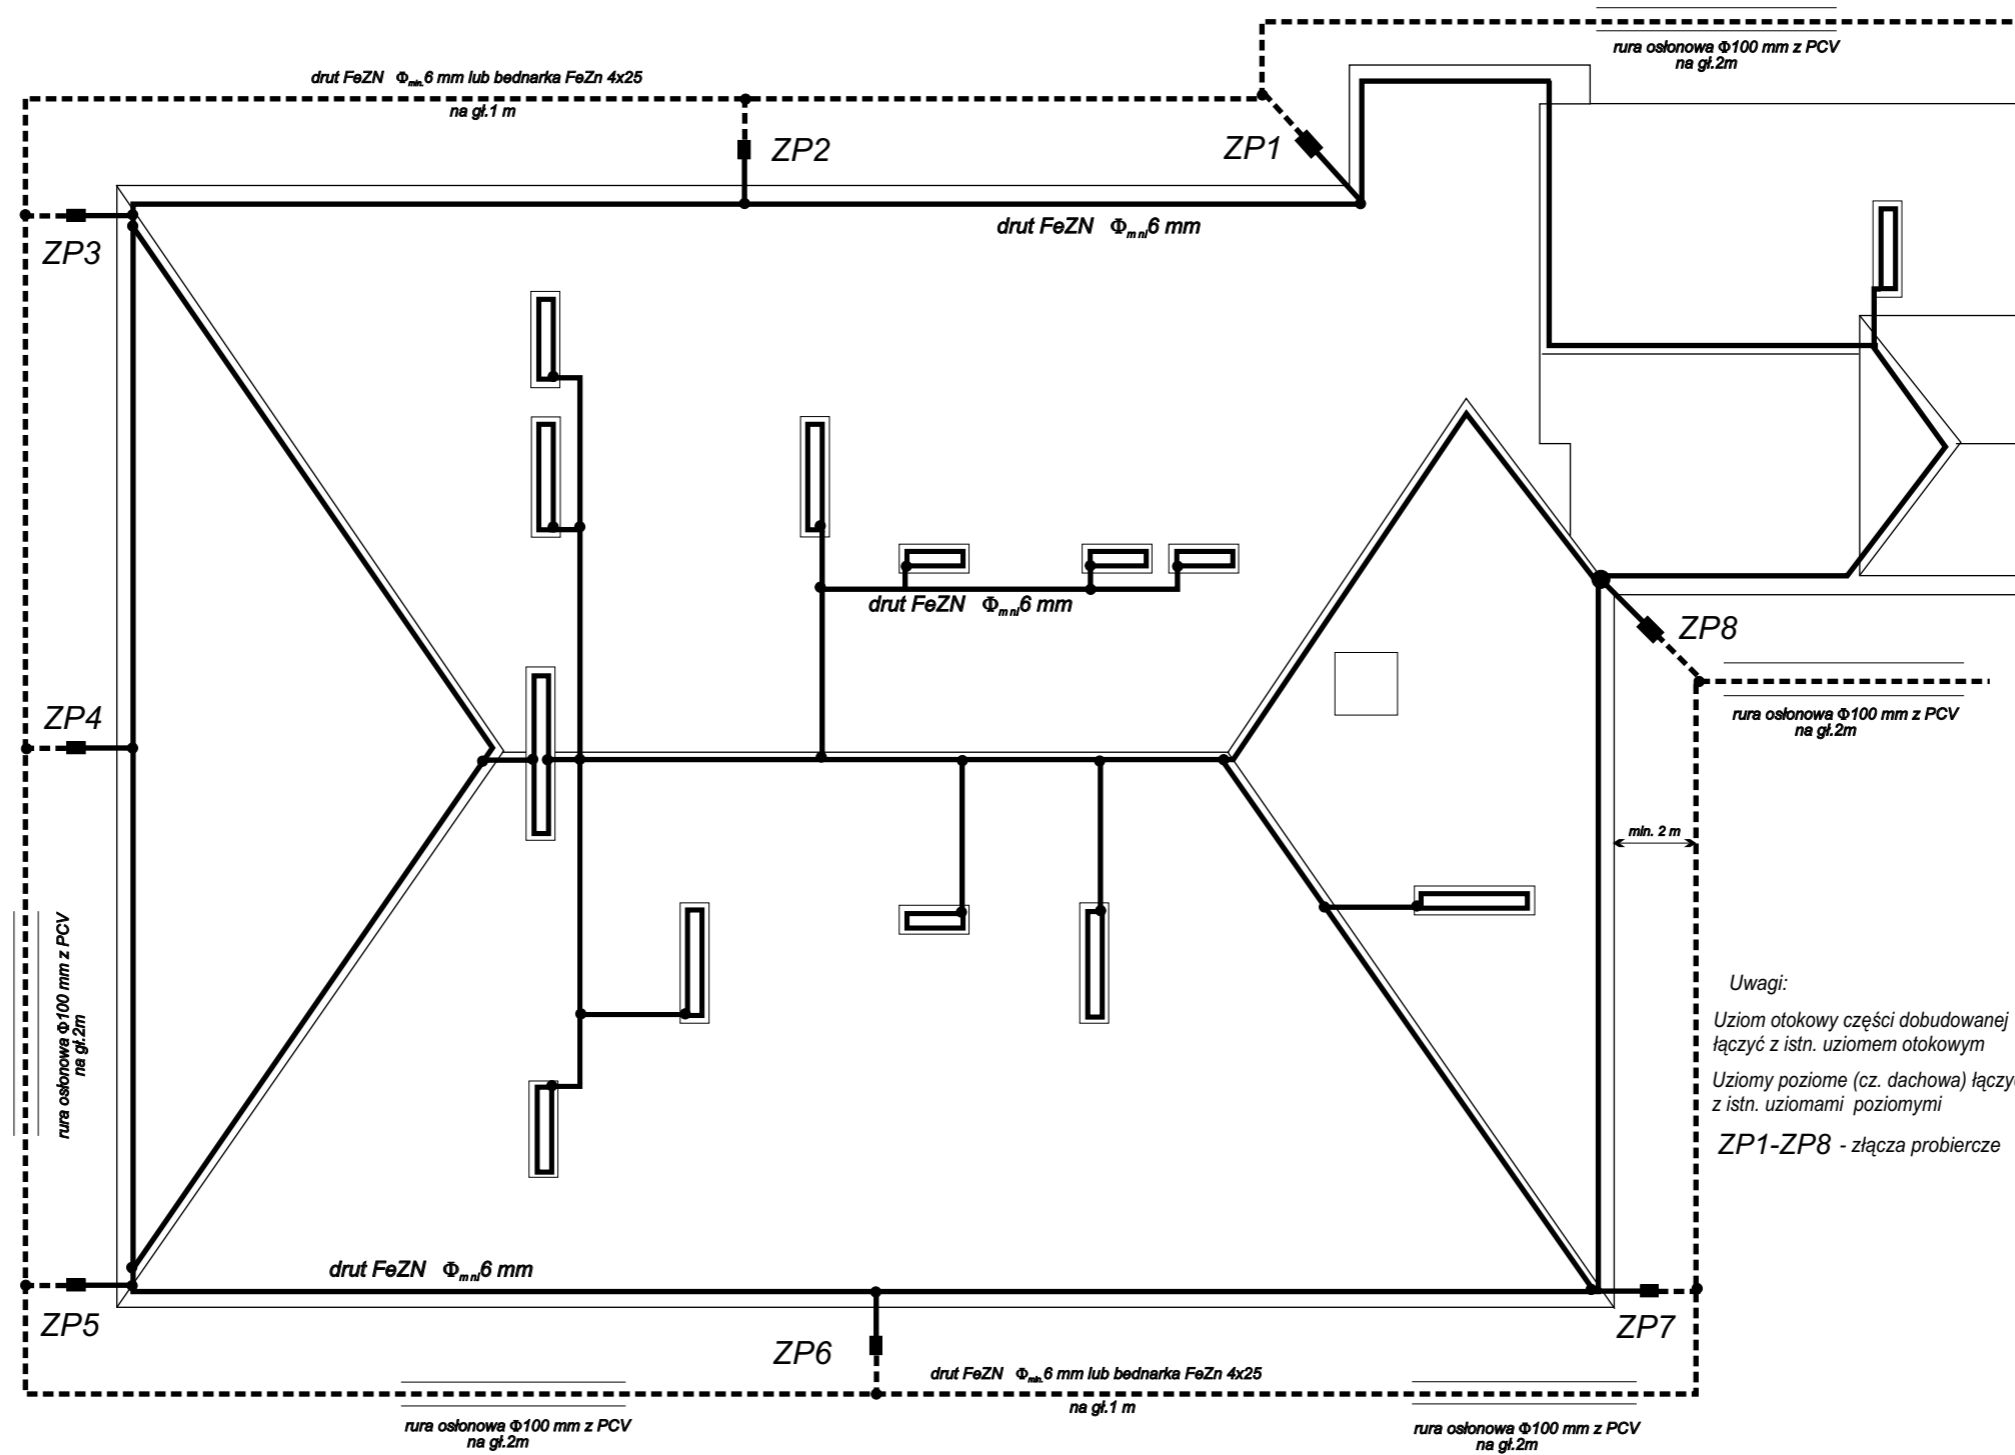 rura osłonowa Φ100 mm z PCV
na gł.2m
drut FeZN Φmin.6 mm lub bednarka FeZn 4x25
na gł.1 m
ZP2
ZP1
drut FeZN Φmni6 mm
ZP3
drut FeZN Φmni6 mm
ZP8
rura osłonowa Φ100 mm z PCV
na gł.2m
ZP4
min. 2 m
rura osłonowa Φ100 mm z PCV
na gł.2m
Uwagi:
Uziom otokowy części dobudowanej
łączyć z istn. uziomem otokowym
Uziomy poziome (cz. dachowa) łączyć
z istn. uziomami poziomymi
ZP1-ZP8 - złącza probiercze
drut FeZN Φmni6 mm
ZP5
ZP6
ZP7
drut FeZN Φmin.6 mm lub bednarka FeZn 4x25
na gł.1 m
rura osłonowa Φ100 mm z PCV
na gł.2m
rura osłonowa Φ100 mm z PCV
na gł.2m